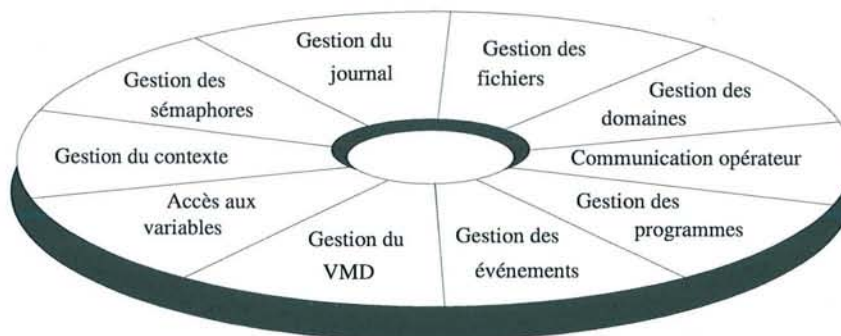 Gestion du
journal
Gestion des
fichiers
Gestion des
sémaphores
Gestion des
domaines
Gestion du contexte
Communication opérateur
Accès aux
variables
Gestion des
programmes
Gestion du
VMD
Gestion des
événements